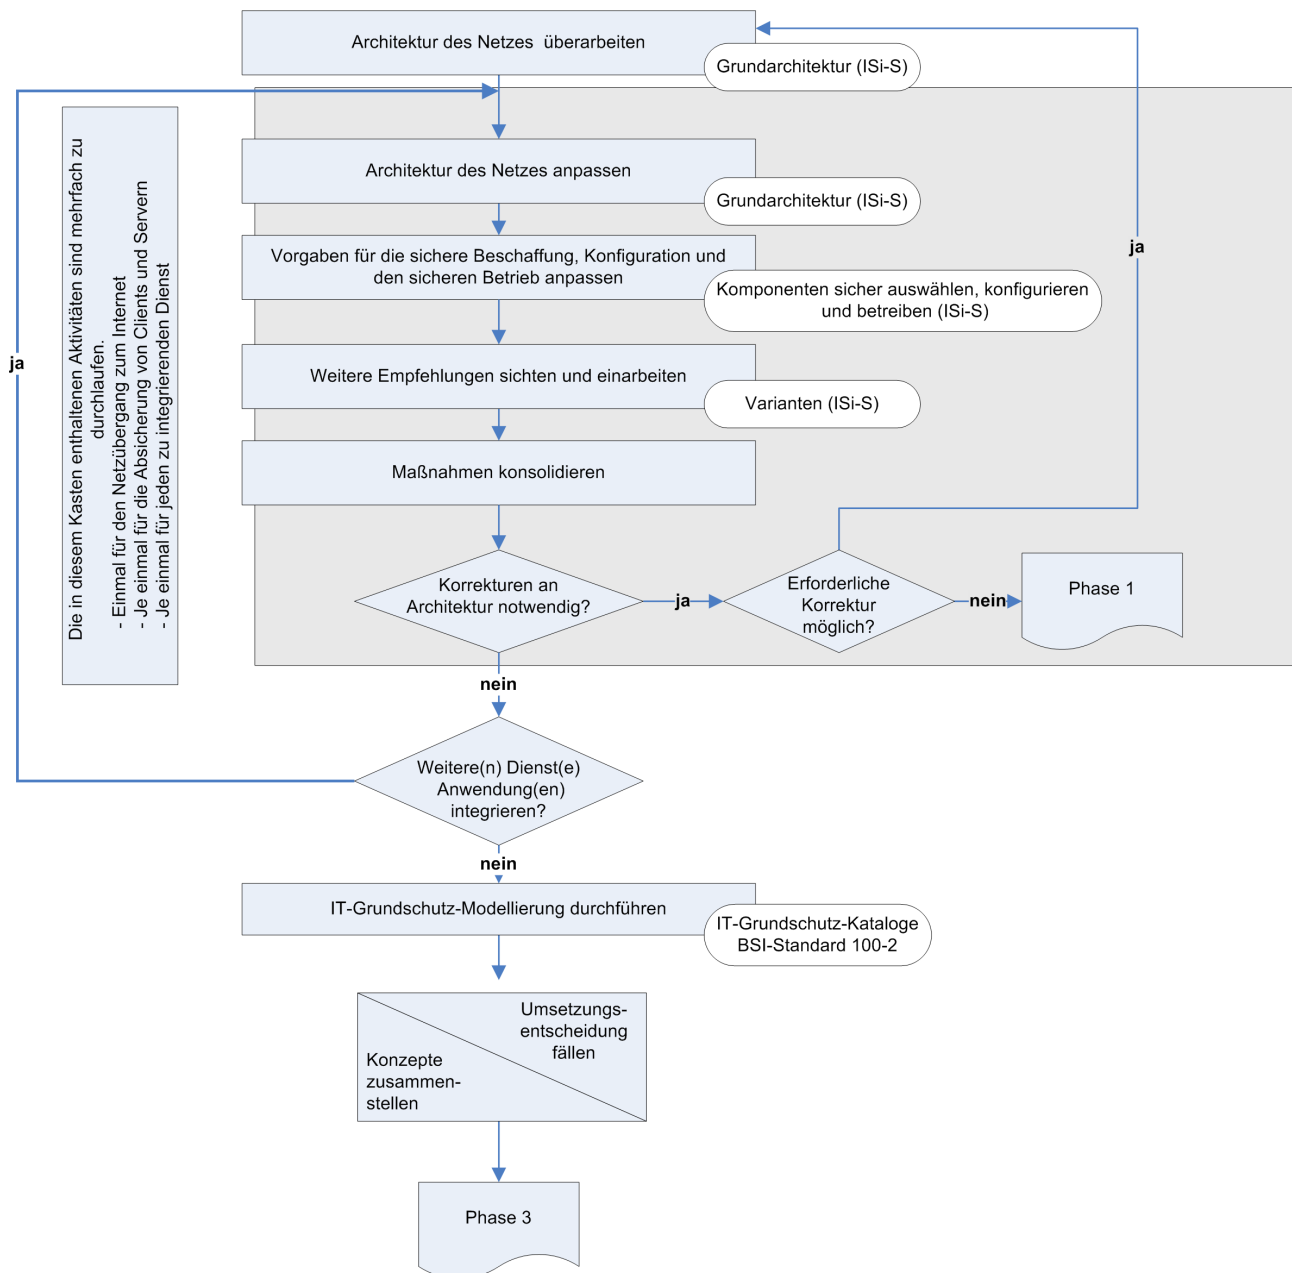 Architektur des Netzes überarbeiten
Grundarchitektur (ISi-S)
Die in diesem Kasten enthaltenen Aktivitäten sind mehrfach zu
durchlaufen.
- Einmal für den Netzübergang zum Internet
- Je einmal für die Absicherung von Clients und Servern
- Je einmal für jeden zu integrierenden Dienst
Architektur des Netzes anpassen
Grundarchitektur (ISi-S)
ja
Vorgaben für die sichere Beschaffung, Konfiguration und
den sicheren Betrieb anpassen
Komponenten sicher auswählen, konfigurieren
und betreiben (ISi-S)
ja
Weitere Empfehlungen sichten und einarbeiten
Varianten (ISi-S)
Maßnahmen konsolidieren
Korrekturen an
Architektur notwendig?
ja
Erforderliche
Korrektur
möglich?
nein
Phase 1
nein
Weitere(n) Dienst(e)
Anwendung(en)
integrieren?
nein
IT-Grundschutz-Modellierung durchführen
IT-Grundschutz-Kataloge
BSI-Standard 100-2
Umsetzungs-
entscheidung
fällen
Konzepte
zusammen-
stellen
Phase 3